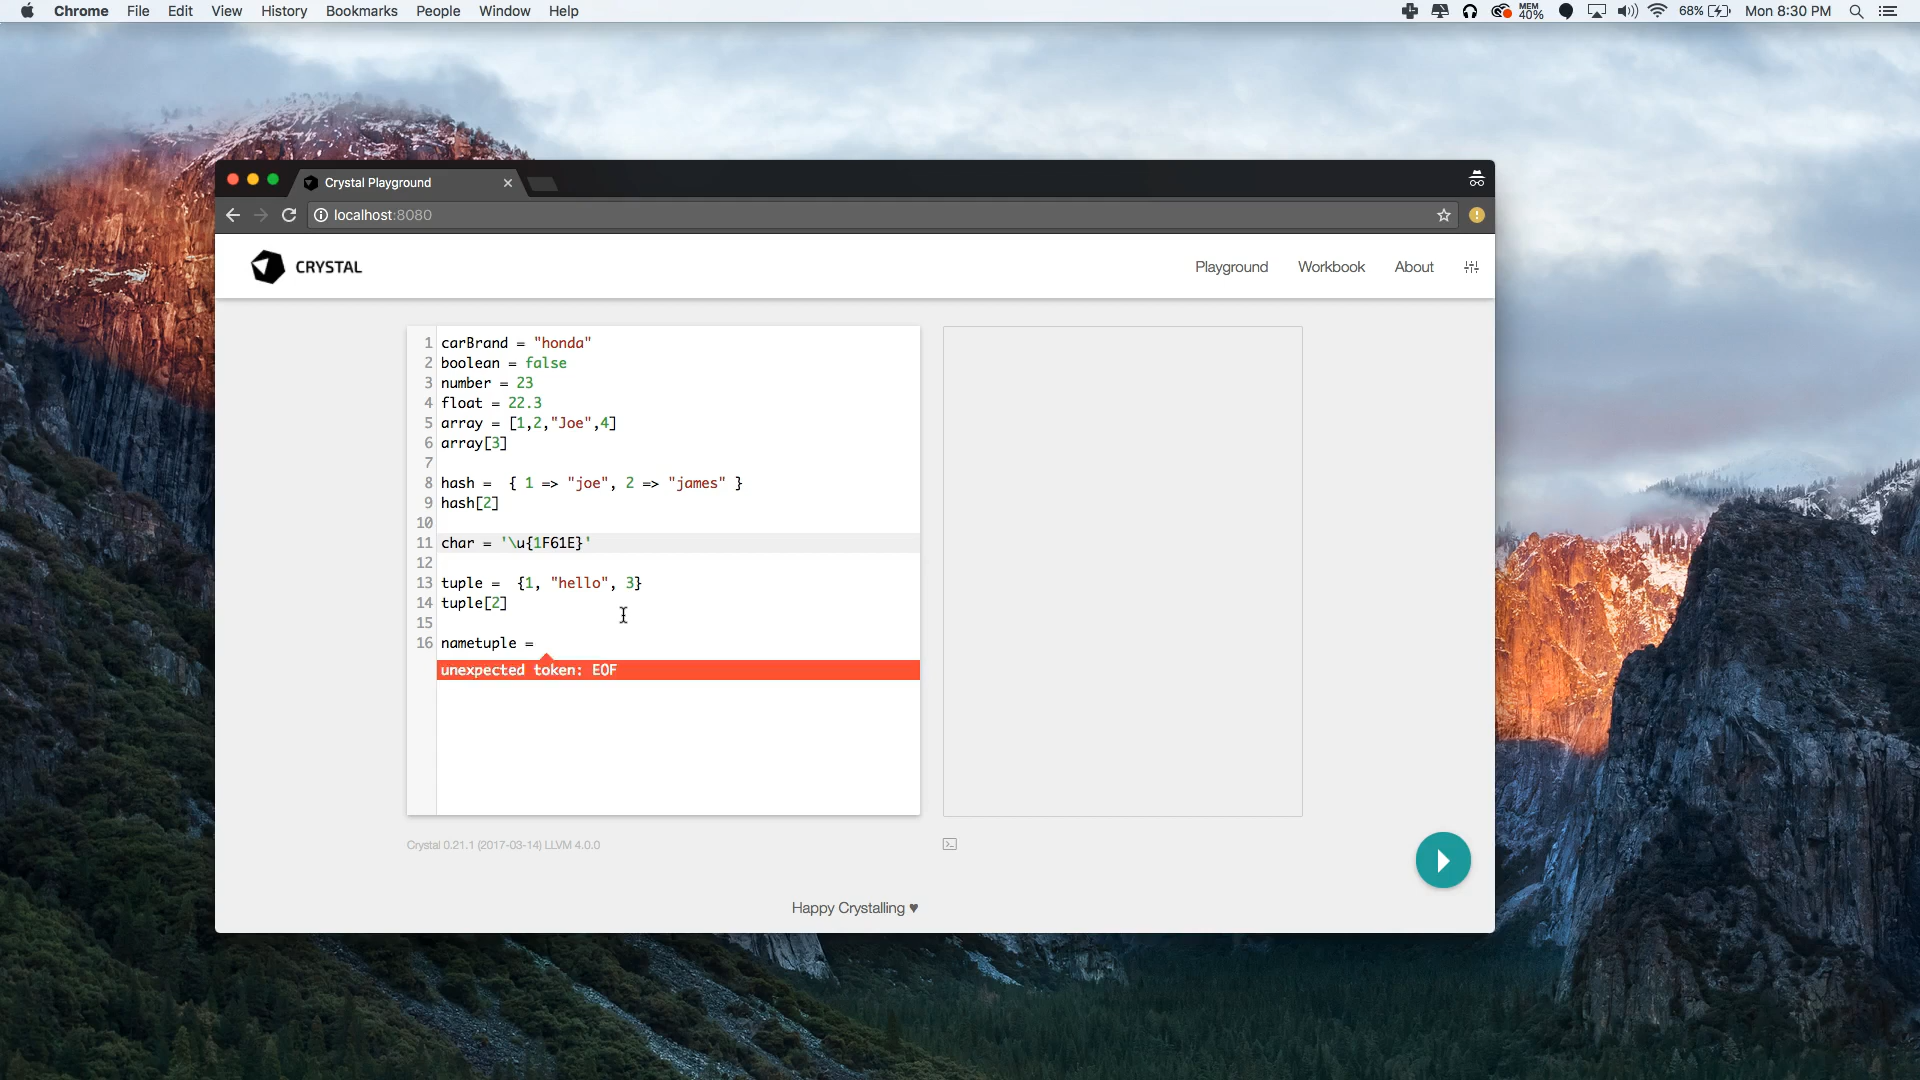 Chrome File Edit View History Bookmarks People Window Help MEM 40% 68% Mon 8:30 PM
Crystal Playground
localhost:8080
CRYSTAL Playground Workbook About
1 carBrand = "honda"
2 boolean = false
3 number = 23
4 float = 22.3
5 array = [1,2,"Joe",4]
6 array[3]
7
8 hash =  { 1 => "joe", 2 => "james" }
9 hash[2]
10
11 char = '\u{1F61E}'
12
13 tuple =  {1, "hello", 3}
14 tuple[2]
15
16 nametuple =
unexpected token: EOF
Crystal 0.21.1 (2017-03-14) LLVM 4.0.0
Happy Crystalling ♥